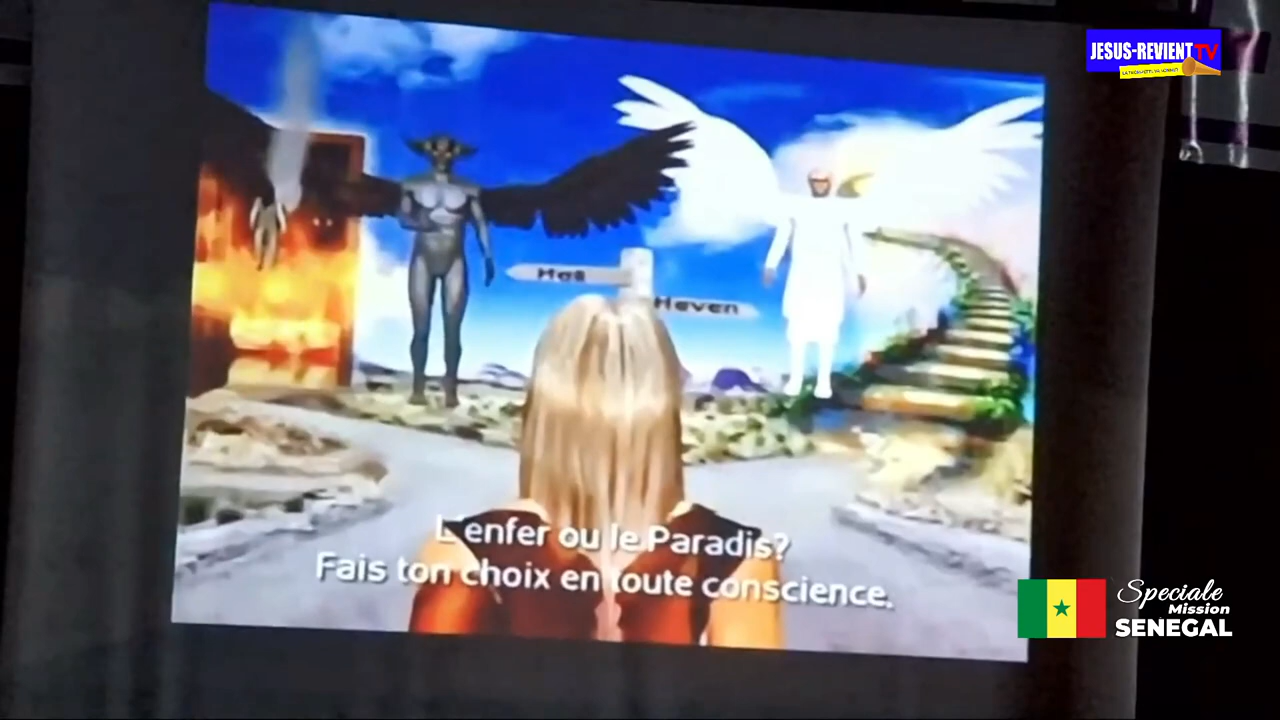 JESUS-REVIENT TV
Hell
Heven
L'enfer ou le Paradis?
Fais ton choix en toute conscience.
Speciale
Mission
SENEGAL